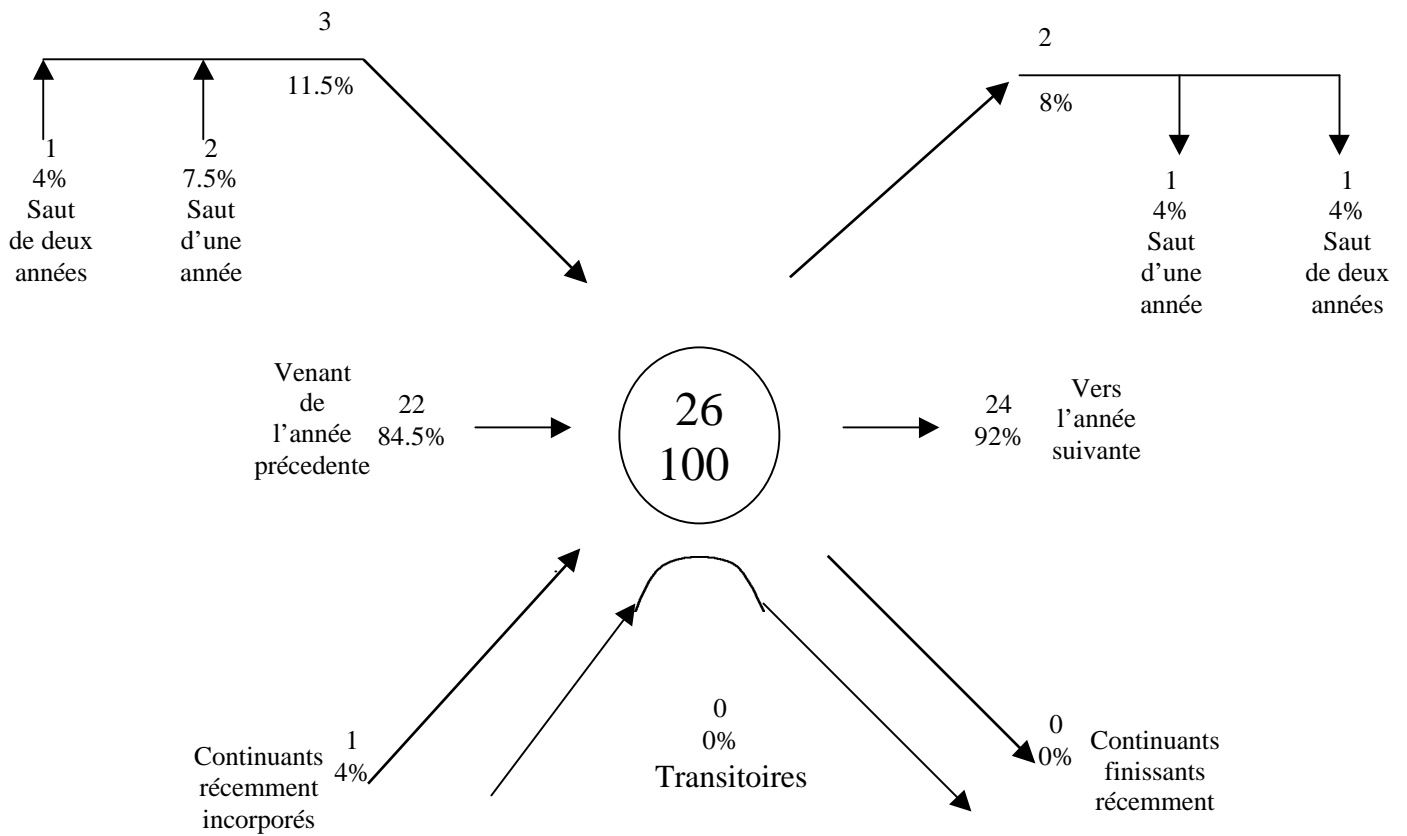 3
11.5%
1
4%
Saut
de deux
années
2
7.5%
Saut
d’une
année
2
8%
1
4%
Saut
d’une
année
1
4%
Saut
de deux
années
Venant
de
l’année
précedente
22
84.5%
26
100
24
92%
Vers
l’année
suivante
Continuants
récemment
incorporés
1
4%
0
0%
Transitoires
0
0%
Continuants
finissants
récemment